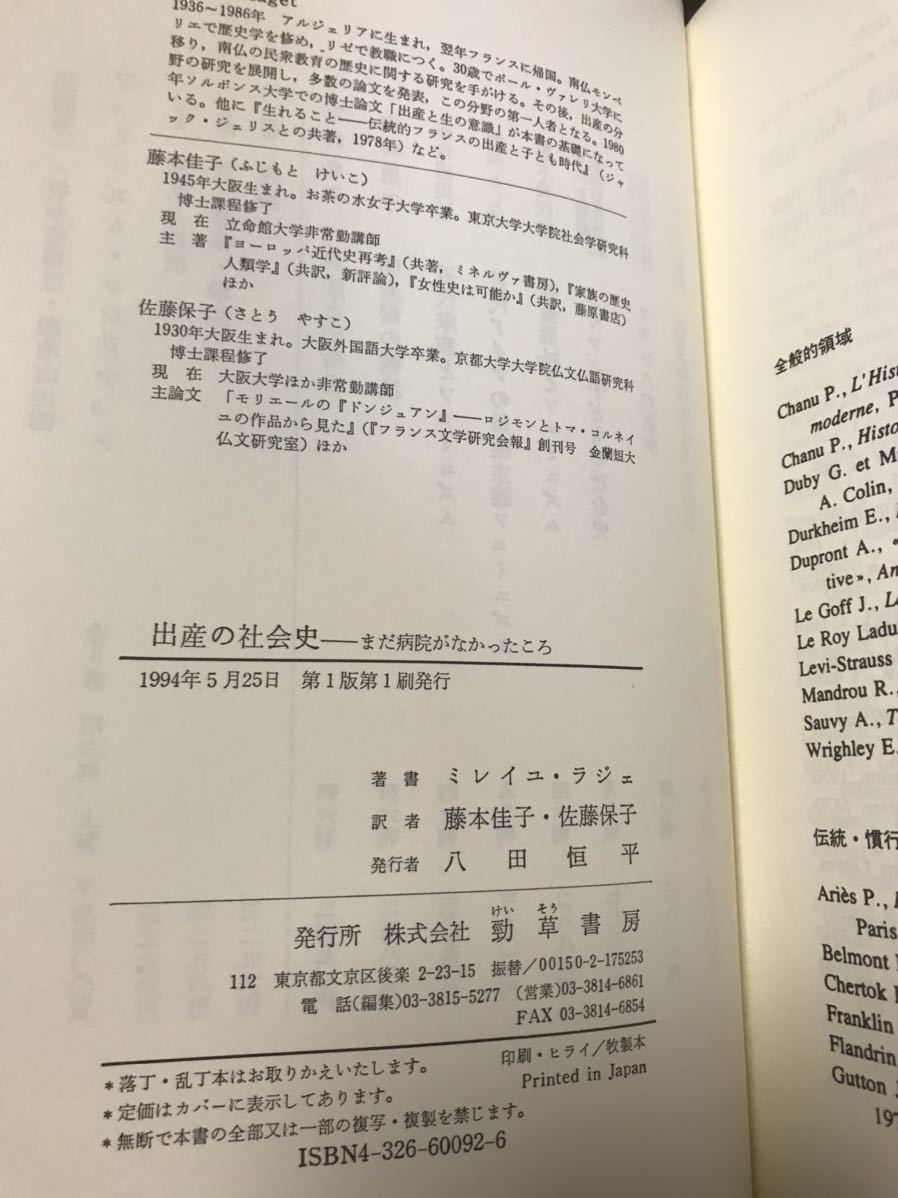 1936～1986年 アルジェリアに生まれ，翌年フランスに帰国。南仏モンペ
リエで歴史学を修め，リゼで教職につく。30歳でポール・ヴァレリ大学に
移り，南仏の民衆教育の歴史に関する研究を手がける。その後，出産の分
野の研究を展開し，多数の論文を発表，この分野の第一人者となる。1980
年ソルボンヌ大学での博士論文「出産と生の意識」が本書の基礎になって
いる。他に『生れること――伝統的フランスの出産と子ども時代』（ジャ
ック・ジェリスとの共著，1978年）など。
藤本佳子（ふじもと けいこ）
1945年大阪生まれ。お茶の水女子大学卒業。東京大学大学院社会学研究科
博士課程修了
現 在 立命館大学非常勤講師
主 著 『ヨーロッパ近代史再考』（共著，ミネルヴァ書房），『家族の歴史
人類学』（共訳，新評論），『女性史は可能か』（共訳，藤原書店）
ほか
佐藤保子（さとう やすこ）
1930年大阪生まれ。大阪外国語大学卒業。京都大学大学院仏文仏語研究科
博士課程修了
現 在 大阪大学ほか非常勤講師
主論文 「モリエールの『ドンジュアン』――ロジモンとトマ・コルネイ
ユの作品から見た」（『フランス文学研究会報』創刊号 金蘭短大
仏文研究室）ほか
出産の社会史――まだ病院がなかったころ
1994年5月25日 第1版第1刷発行
著 書 ミレイユ・ラジェ
訳 者 藤本佳子・佐藤保子
発行者 八 田 恒 平
けい そう
発行所 株式会社 勁 草 書 房
112 東京都文京区後楽 2-23-15 振替／00150-2-175253
電 話（編集）03-3815-5277 （営業）03-3814-6861
FAX 03-3814-6854
＊落丁・乱丁本はお取りかえいたします。 印刷・ヒライ／牧製本
＊定価はカバーに表示してあります。 Printed in Japan
＊無断で本書の全部又は一部の複写・複製を禁じます。
ISBN4-326-60092-6
全般的領域
Chanu P., L'Hist
moderne, P
Chanu P., Histo
Duby G. et M
A. Colin,
Durkheim E.,
Dupront A., «
tive», An
Le Goff J., L
Le Roy Ladu
Levi-Strauss
Mandrou R.,
Sauvy A., T
Wrighley E.
伝統・慣行
Ariès P.,
Paris
Belmont
Chertok
Franklin
Flandrin
Gutton
197